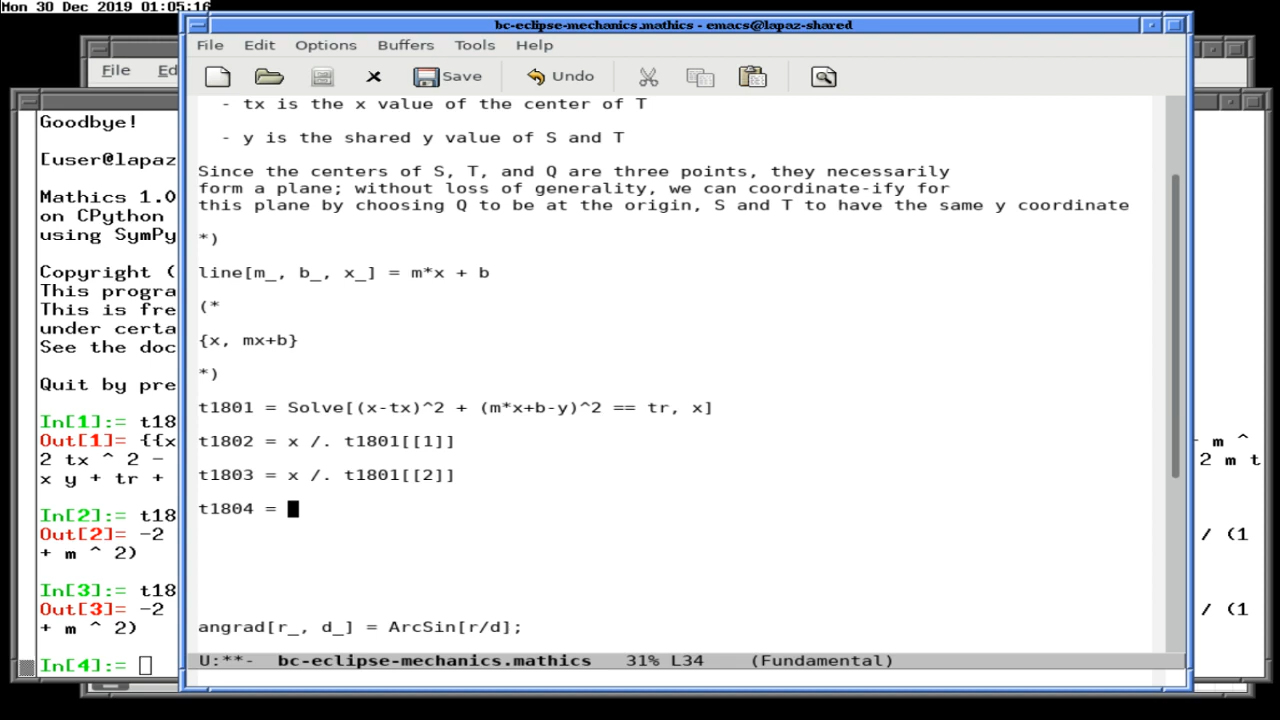 Mon 30 Dec 2019 01:05:16
bc-eclipse-mechanics.mathics - emacs@lapaz-shared
File Edit Options Buffers Tools Help
Save Undo
- tx is the x value of the center of T
- y is the shared y value of S and T
Since the centers of S, T, and Q are three points, they necessarily
form a plane; without loss of generality, we can coordinate-ify for
this plane by choosing Q to be at the origin, S and T to have the same y coordinate
*)
line[m_, b_, x_] = m*x + b
(*
{x, mx+b}
*)
t1801 = Solve[(x-tx)^2 + (m*x+b-y)^2 == tr, x]
t1802 = x /. t1801[[1]]
t1803 = x /. t1801[[2]]
t1804 =
angrad[r_, d_] = ArcSin[r/d];
U:**- bc-eclipse-mechanics.mathics 31% L34 (Fundamental)
File Ed
Goodbye!
[user@lapaz
Mathics 1.0
on CPython
using SymPy
Copyright (
This progra
This is fre
under certa
See the doc
Quit by pre
In[1]:= t18
Out[1]= {{x - m ^
2 tx ^ 2 - 2 m t
x y + tr +
In[2]:= t18
Out[2]= -2 / (1
+ m ^ 2)
In[3]:= t18
Out[3]= -2 / (1
+ m ^ 2)
In[4]:=